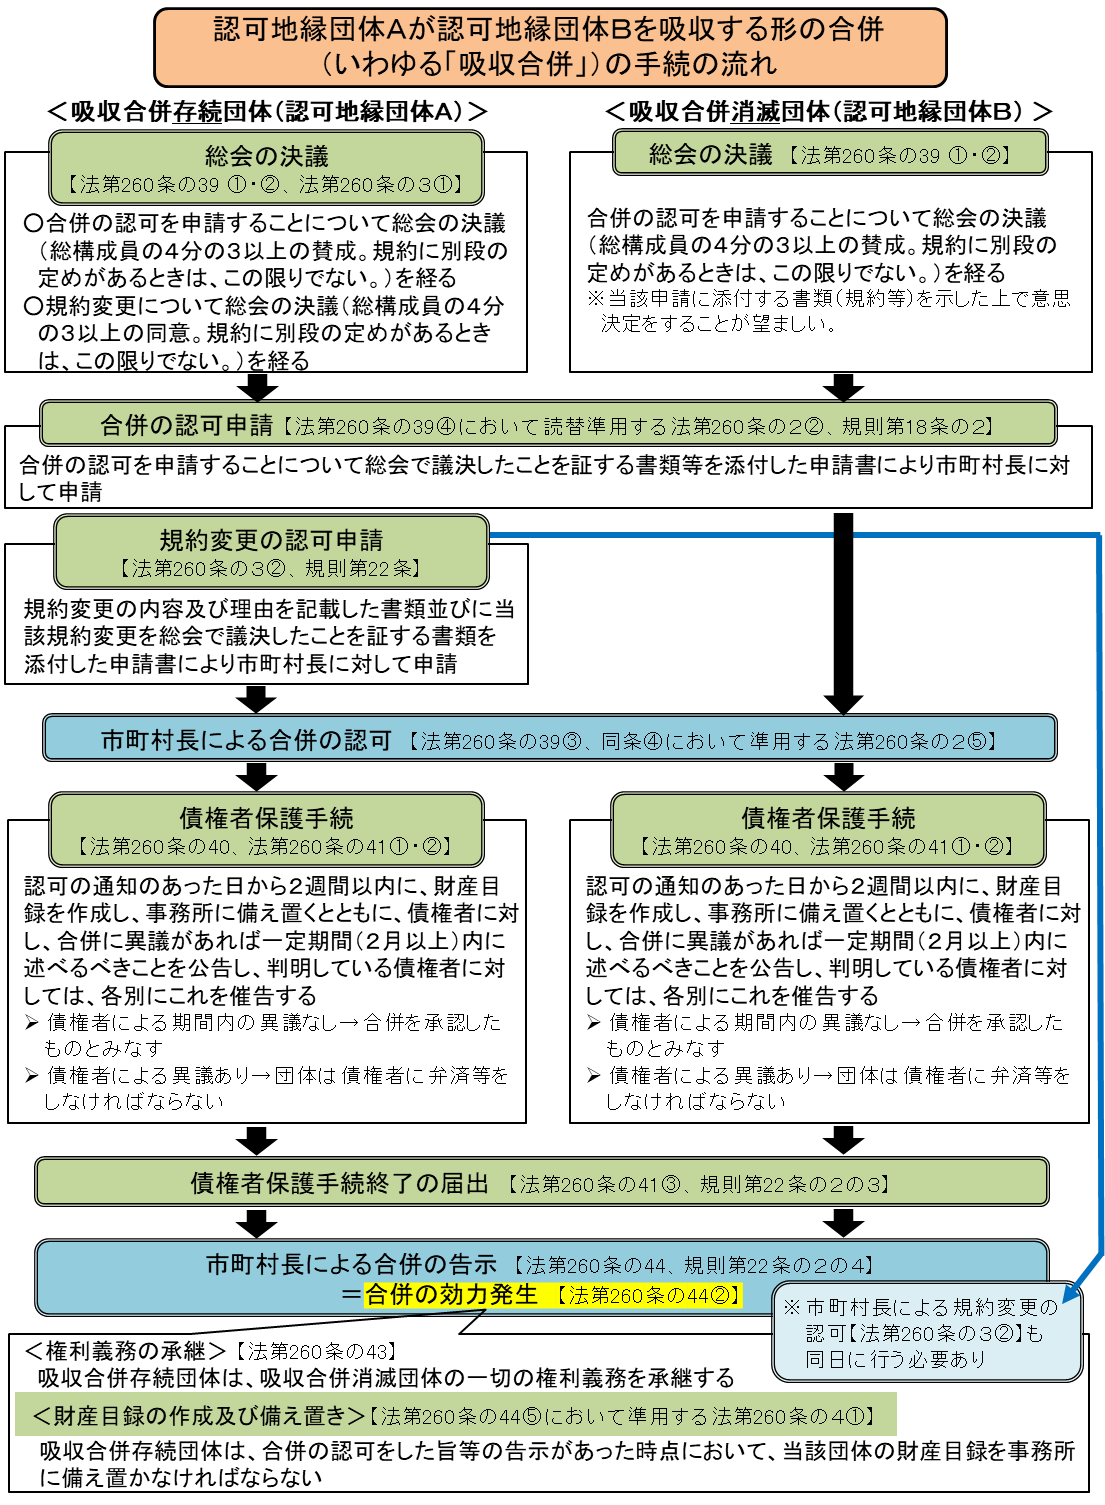 認可地縁団体Ａが認可地縁団体Ｂを吸収する形の合併
（いわゆる「吸収合併」）の手続の流れ
＜吸収合併存続団体（認可地縁団体Ａ）＞
総会の決議
【法第260条の39 ①・②、法第260条の３①】
〇合併の認可を申請することについて総会の決議
（総構成員の４分の３以上の賛成。規約に別段の
定めがあるときは、この限りでない。）を経る
〇規約変更について総会の決議（総構成員の４分
の３以上の同意。規約に別段の定めがあるとき
は、この限りでない。）を経る
＜吸収合併消滅団体（認可地縁団体Ｂ）＞
総会の決議 【法第260条の39 ①・②】
合併の認可を申請することについて総会の決議
（総構成員の４分の３以上の賛成。規約に別段の
定めがあるときは、この限りでない。）を経る
※当該申請に添付する書類（規約等）を示した上で意思
決定をすることが望ましい。
合併の認可申請【法第260条の39④において読替準用する法第260条の２②、規則第18条の２】
合併の認可を申請することについて総会で議決したことを証する書類等を添付した申請書により市町村長に対
して申請
規約変更の認可申請
【法第260条の３②、規則第22条】
規約変更の内容及び理由を記載した書類並びに当
該規約変更を総会で議決したことを証する書類を
添付した申請書により市町村長に対して申請
市町村長による合併の認可 【法第260条の39③、同条④において準用する法第260条の２⑤】
債権者保護手続
【法第260条の40、法第260条の41①・②】
認可の通知のあった日から２週間以内に、財産目
録を作成し、事務所に備え置くとともに、債権者に対
し、合併に異議があれば一定期間（２月以上）内に
述べるべきことを公告し、判明している債権者に対
しては、各別にこれを催告する
➢ 債権者による期間内の異議なし→合併を承認した
ものとみなす
➢ 債権者による異議あり→団体は債権者に弁済等を
しなければならない
債権者保護手続
【法第260条の40、法第260条の41①・②】
認可の通知のあった日から２週間以内に、財産目
録を作成し、事務所に備え置くとともに、債権者に対
し、合併に異議があれば一定期間（２月以上）内に
述べるべきことを公告し、判明している債権者に対
しては、各別にこれを催告する
➢ 債権者による期間内の異議なし→合併を承認した
ものとみなす
➢ 債権者による異議あり→団体は債権者に弁済等を
しなければならない
債権者保護手続終了の届出 【法第260条の41③、規則第22条の２の３】
市町村長による合併の告示 【法第260条の44、規則第22条の２の４】
＝合併の効力発生 【法第260条の44②】
※市町村長による規約変更の
認可【法第260条の３②】も
同日に行う必要あり
＜権利義務の承継＞【法第260条の43】
吸収合併存続団体は、吸収合併消滅団体の一切の権利義務を承継する
＜財産目録の作成及び備え置き＞【法第260条の44⑤において準用する法第260条の４①】
吸収合併存続団体は、合併の認可をした旨等の告示があった時点において、当該団体の財産目録を事務所
に備え置かなければならない